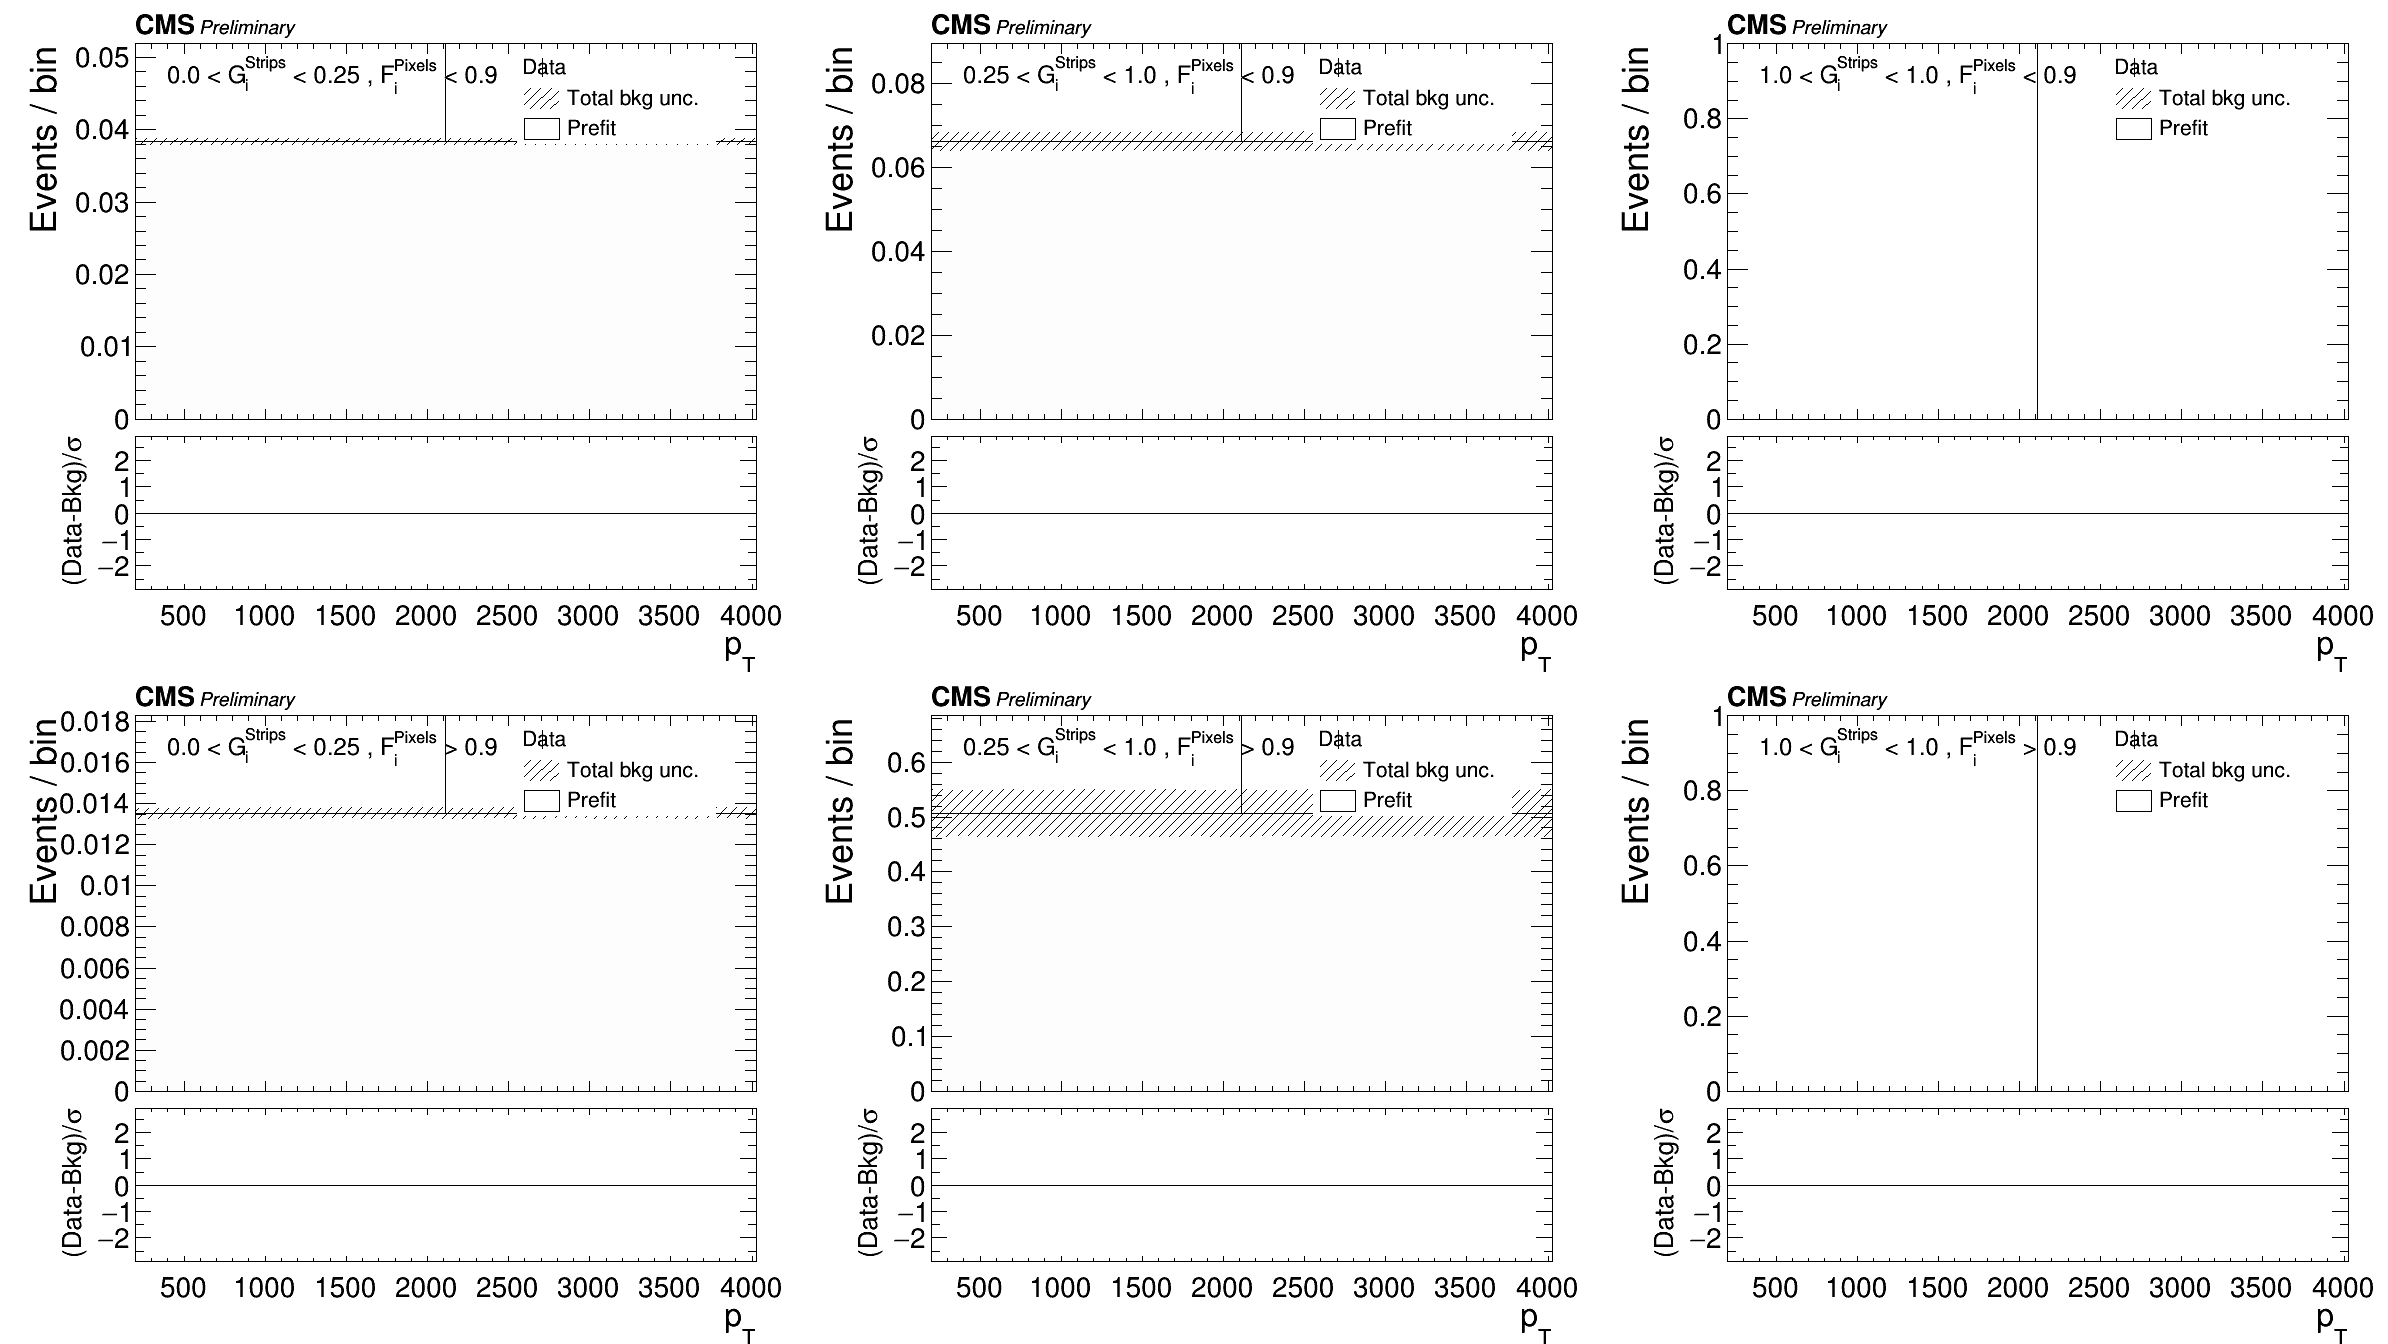 CMS Preliminary
Events / bin
0.05
0.04
0.03
0.02
0.01
0
0.0 < G_i^Strips < 0.25 , F_i^Pixels < 0.9
Data
Total bkg unc.
Prefit
(Data-Bkg)/σ
2
1
0
−1
−2
500 1000 1500 2000 2500 3000 3500 4000
p_T
CMS Preliminary
Events / bin
0.08
0.06
0.04
0.02
0
0.25 < G_i^Strips < 1.0 , F_i^Pixels < 0.9
Data
Total bkg unc.
Prefit
(Data-Bkg)/σ
2
1
0
−1
−2
500 1000 1500 2000 2500 3000 3500 4000
p_T
CMS Preliminary
Events / bin
1
0.8
0.6
0.4
0.2
0
1.0 < G_i^Strips < 1.0 , F_i^Pixels < 0.9
Data
Total bkg unc.
Prefit
(Data-Bkg)/σ
2
1
0
−1
−2
500 1000 1500 2000 2500 3000 3500 4000
p_T
CMS Preliminary
Events / bin
0.018
0.016
0.014
0.012
0.01
0.008
0.006
0.004
0.002
0
0.0 < G_i^Strips < 0.25 , F_i^Pixels > 0.9
Data
Total bkg unc.
Prefit
(Data-Bkg)/σ
2
1
0
−1
−2
500 1000 1500 2000 2500 3000 3500 4000
p_T
CMS Preliminary
Events / bin
0.6
0.5
0.4
0.3
0.2
0.1
0
0.25 < G_i^Strips < 1.0 , F_i^Pixels > 0.9
Data
Total bkg unc.
Prefit
(Data-Bkg)/σ
2
1
0
−1
−2
500 1000 1500 2000 2500 3000 3500 4000
p_T
CMS Preliminary
Events / bin
1
0.8
0.6
0.4
0.2
0
1.0 < G_i^Strips < 1.0 , F_i^Pixels > 0.9
Data
Total bkg unc.
Prefit
(Data-Bkg)/σ
2
1
0
−1
−2
500 1000 1500 2000 2500 3000 3500 4000
p_T